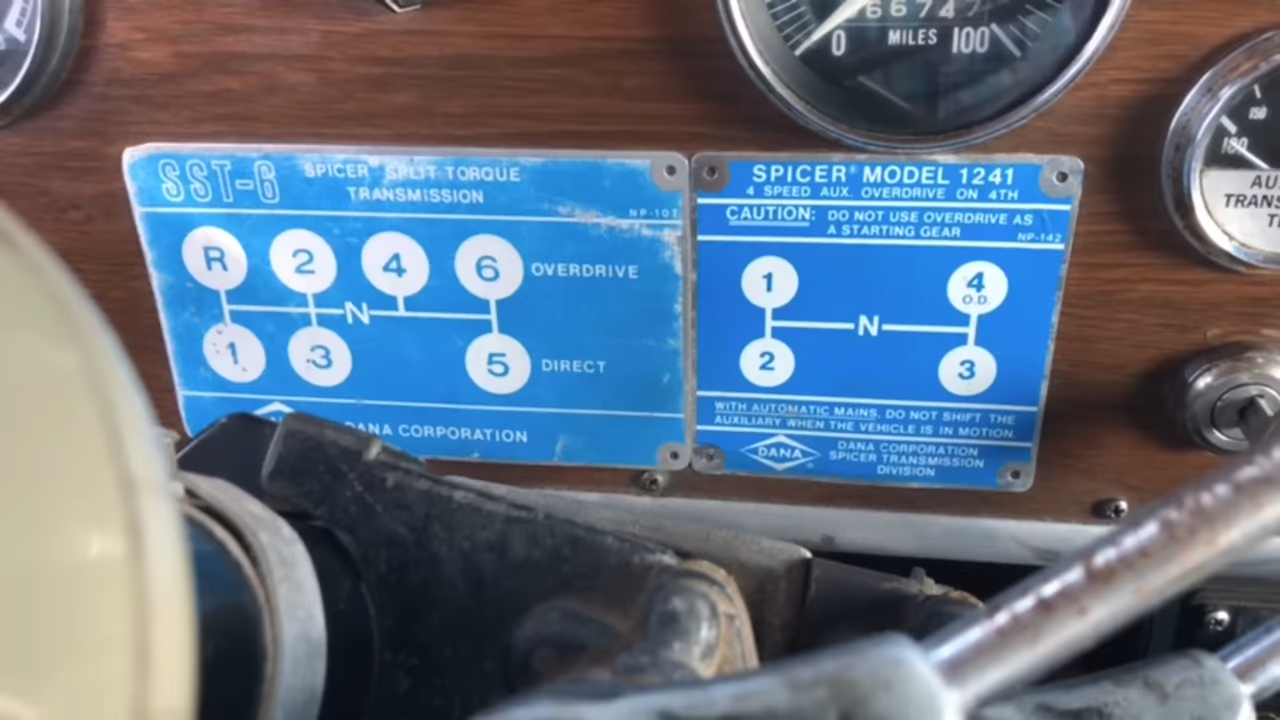 66747
0 MILES 100
150
180
AU
TRANS
TE
SST-6 SPICER® SPLIT TORQUE
TRANSMISSION
NP-107
R 2 4 6 OVERDRIVE
N
1 3 5 DIRECT
DANA CORPORATION
SPICER® MODEL 1241
4 SPEED AUX. OVERDRIVE ON 4TH
CAUTION: DO NOT USE OVERDRIVE AS
A STARTING GEAR
NP-142
1 4
O.D.
N
2 3
WITH AUTOMATIC MAINS, DO NOT SHIFT THE
AUXILIARY WHEN THE VEHICLE IS IN MOTION.
DANA® DANA CORPORATION
SPICER TRANSMISSION
DIVISION